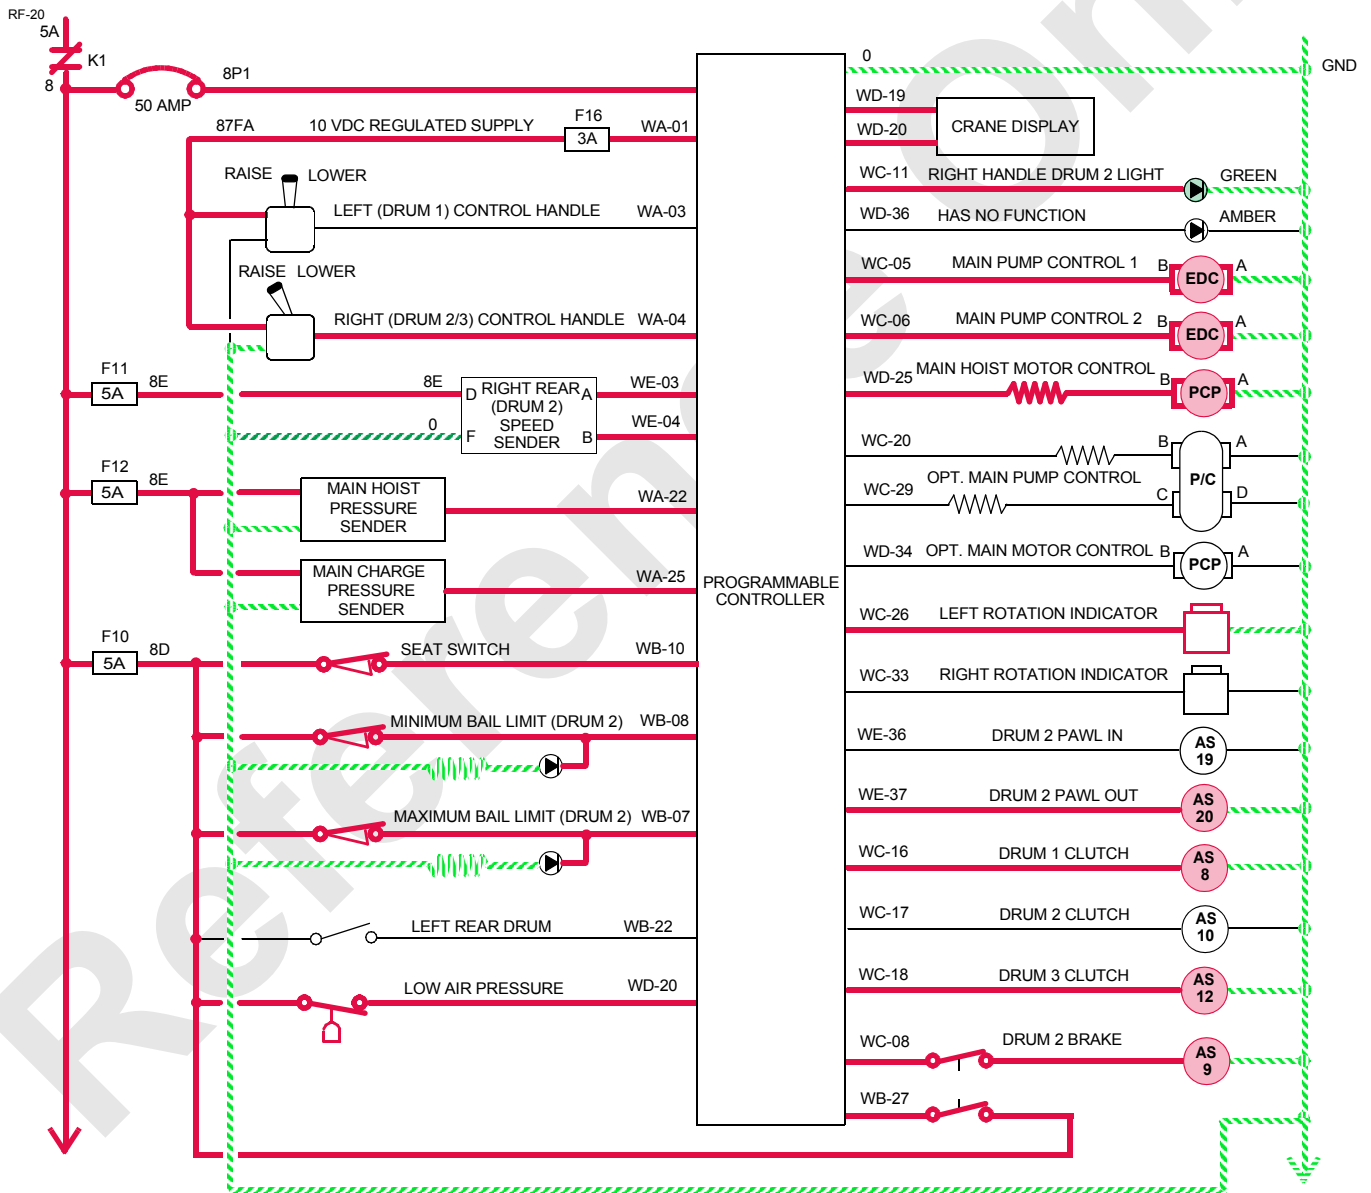 RF-20
5A
K1
8
50 AMP
8P1
87FA
10 VDC REGULATED SUPPLY
F16
3A
WA-01
RAISE LOWER
LEFT (DRUM 1) CONTROL HANDLE
WA-03
RAISE LOWER
RIGHT (DRUM 2/3) CONTROL HANDLE
WA-04
F11
5A
8E
8E
D
RIGHT REAR
(DRUM 2)
SPEED
SENDER
A
F
B
0
WE-03
WE-04
F12
5A
8E
MAIN HOIST
PRESSURE
SENDER
WA-22
MAIN CHARGE
PRESSURE
SENDER
WA-25
F10
5A
8D
SEAT SWITCH
WB-10
MINIMUM BAIL LIMIT (DRUM 2)
WB-08
MAXIMUM BAIL LIMIT (DRUM 2)
WB-07
LEFT REAR DRUM
WB-22
LOW AIR PRESSURE
WD-20
PROGRAMMABLE
CONTROLLER
0
GND
WD-19
WD-20
CRANE DISPLAY
WC-11
RIGHT HANDLE DRUM 2 LIGHT
GREEN
WD-36
HAS NO FUNCTION
AMBER
WC-05
MAIN PUMP CONTROL 1
B
EDC
A
WC-06
MAIN PUMP CONTROL 2
B
EDC
A
WD-25
MAIN HOIST MOTOR CONTROL
B
PCP
A
WC-20
B
A
OPT. MAIN PUMP CONTROL
P/C
WC-29
C
D
WD-34
OPT. MAIN MOTOR CONTROL
B
PCP
A
WC-26
LEFT ROTATION INDICATOR
WC-33
RIGHT ROTATION INDICATOR
WE-36
DRUM 2 PAWL IN
AS
19
WE-37
DRUM 2 PAWL OUT
AS
20
WC-16
DRUM 1 CLUTCH
AS
8
WC-17
DRUM 2 CLUTCH
AS
10
WC-18
DRUM 3 CLUTCH
AS
12
WC-08
DRUM 2 BRAKE
AS
9
WB-27
Reference On